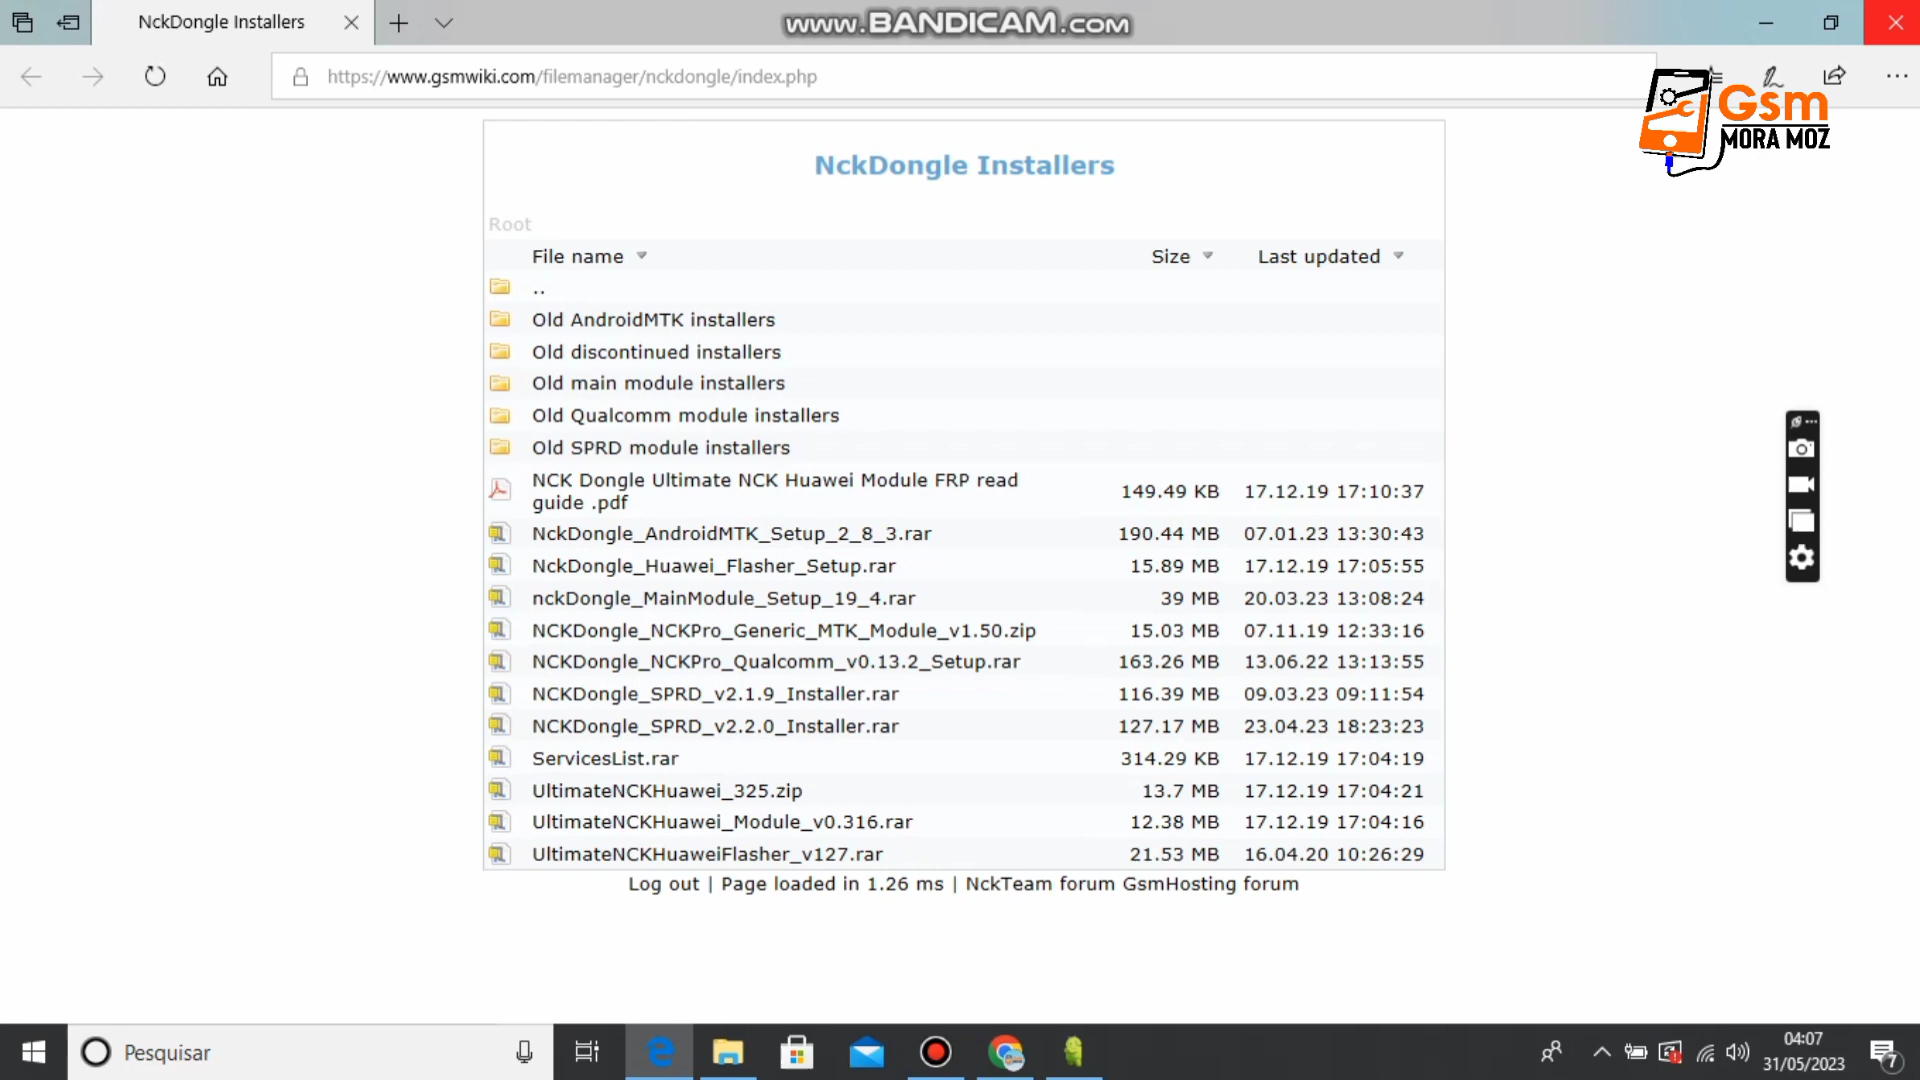 NckDongle Installers
www.BANDICAM.com
https://www.gsmwiki.com/filemanager/nckdongle/index.php
Gsm
MORA MOZ
NckDongle Installers
Root
File name Size Last updated
..
Old AndroidMTK installers
Old discontinued installers
Old main module installers
Old Qualcomm module installers
Old SPRD module installers
NCK Dongle Ultimate NCK Huawei Module FRP read
guide .pdf 149.49 KB 17.12.19 17:10:37
NckDongle_AndroidMTK_Setup_2_8_3.rar 190.44 MB 07.01.23 13:30:43
NckDongle_Huawei_Flasher_Setup.rar 15.89 MB 17.12.19 17:05:55
nckDongle_MainModule_Setup_19_4.rar 39 MB 20.03.23 13:08:24
NCKDongle_NCKPro_Generic_MTK_Module_v1.50.zip 15.03 MB 07.11.19 12:33:16
NCKDongle_NCKPro_Qualcomm_v0.13.2_Setup.rar 163.26 MB 13.06.22 13:13:55
NCKDongle_SPRD_v2.1.9_Installer.rar 116.39 MB 09.03.23 09:11:54
NCKDongle_SPRD_v2.2.0_Installer.rar 127.17 MB 23.04.23 18:23:23
ServicesList.rar 314.29 KB 17.12.19 17:04:19
UltimateNCKHuawei_325.zip 13.7 MB 17.12.19 17:04:21
UltimateNCKHuawei_Module_v0.316.rar 12.38 MB 17.12.19 17:04:16
UltimateNCKHuaweiFlasher_v127.rar 21.53 MB 16.04.20 10:26:29
Log out | Page loaded in 1.26 ms | NckTeam forum GsmHosting forum
Pesquisar
04:07
31/05/2023
7